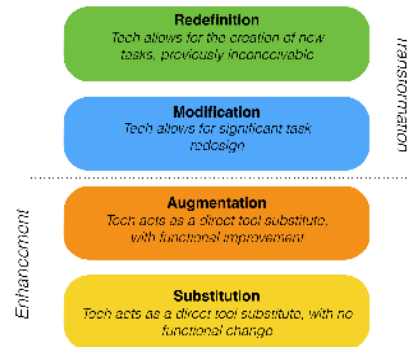 Redefinition
Tech allows for the creation of new
tasks, previously inconceivable
Transformation
Modification
Tech allows for significant task
redesign
Augmentation
Tech acts as a direct tool substitute,
with functional improvement
Enhancement
Substitution
Tech acts as a direct tool substitute, with no
functional change